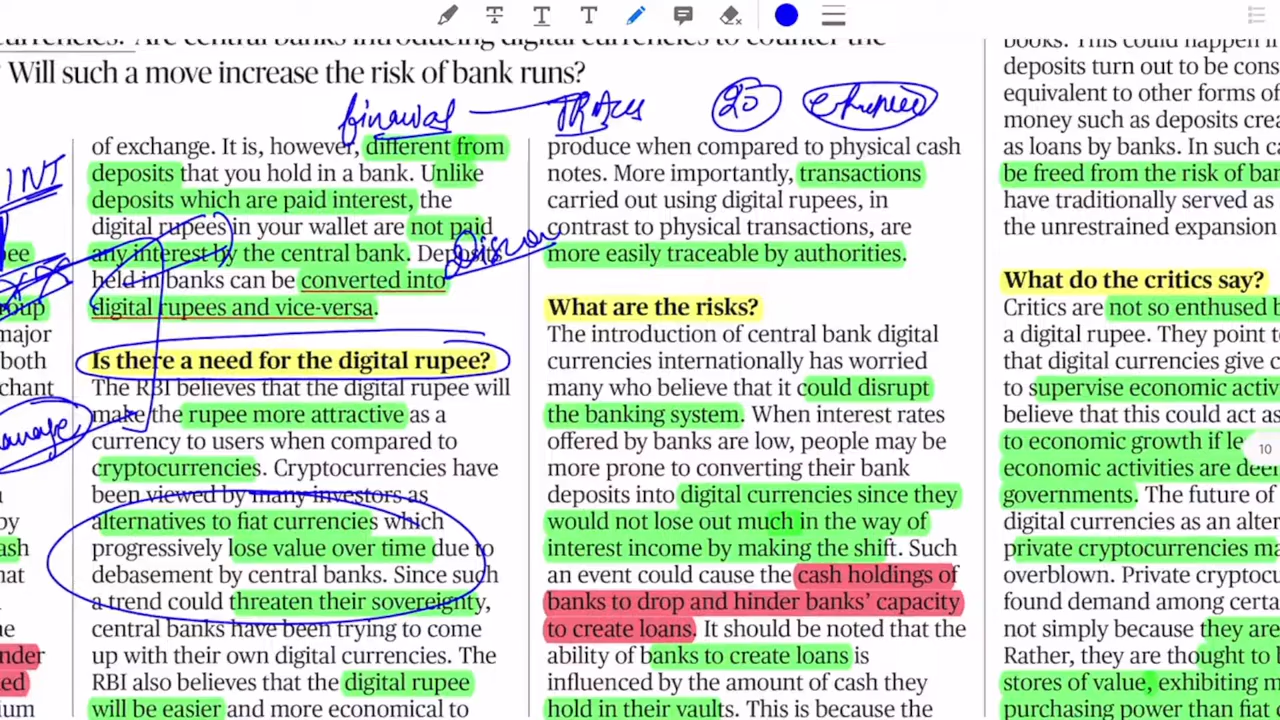 Will such a move increase the risk of bank runs?
financial
TRACES
20
e-rupee
INT
of exchange. It is, however, different from
deposits that you hold in a bank. Unlike
deposits which are paid interest, the
digital rupees in your wallet are not paid
any interest by the central bank. Deposits
held in banks can be converted into
digital rupees and vice-versa.
Is there a need for the digital rupee?
The RBI believes that the digital rupee will
make the rupee more attractive as a
currency to users when compared to
cryptocurrencies. Cryptocurrencies have
been viewed by many investors as
alternatives to fiat currencies which
progressively lose value over time due to
debasement by central banks. Since such
a trend could threaten their sovereignty,
central banks have been trying to come
up with their own digital currencies. The
RBI also believes that the digital rupee
will be easier and more economical to
produce when compared to physical cash
notes. More importantly, transactions
carried out using digital rupees, in
contrast to physical transactions, are
more easily traceable by authorities.
What are the risks?
The introduction of central bank digital
currencies internationally has worried
many who believe that it could disrupt
the banking system. When interest rates
offered by banks are low, people may be
more prone to converting their bank
deposits into digital currencies since they
would not lose out much in the way of
interest income by making the shift. Such
an event could cause the cash holdings of
banks to drop and hinder banks' capacity
to create loans. It should be noted that the
ability of banks to create loans is
influenced by the amount of cash they
hold in their vaults. This is because the
books. This could happen i
deposits turn out to be cons
equivalent to other forms of
money such as deposits crea
as loans by banks. In such ca
be freed from the risk of ban
have traditionally served as
the unrestrained expansion
What do the critics say?
Critics are not so enthused b
a digital rupee. They point t
that digital currencies give c
to supervise economic activ
believe that this could act as
to economic growth if le
economic activities are deen
governments. The future of
digital currencies as an alter
private cryptocurrencies ma
overblown. Private cryptocu
found demand among certa
not simply because they are
Rather, they are thought to b
stores of value, exhibiting m
purchasing power than fiat c
10